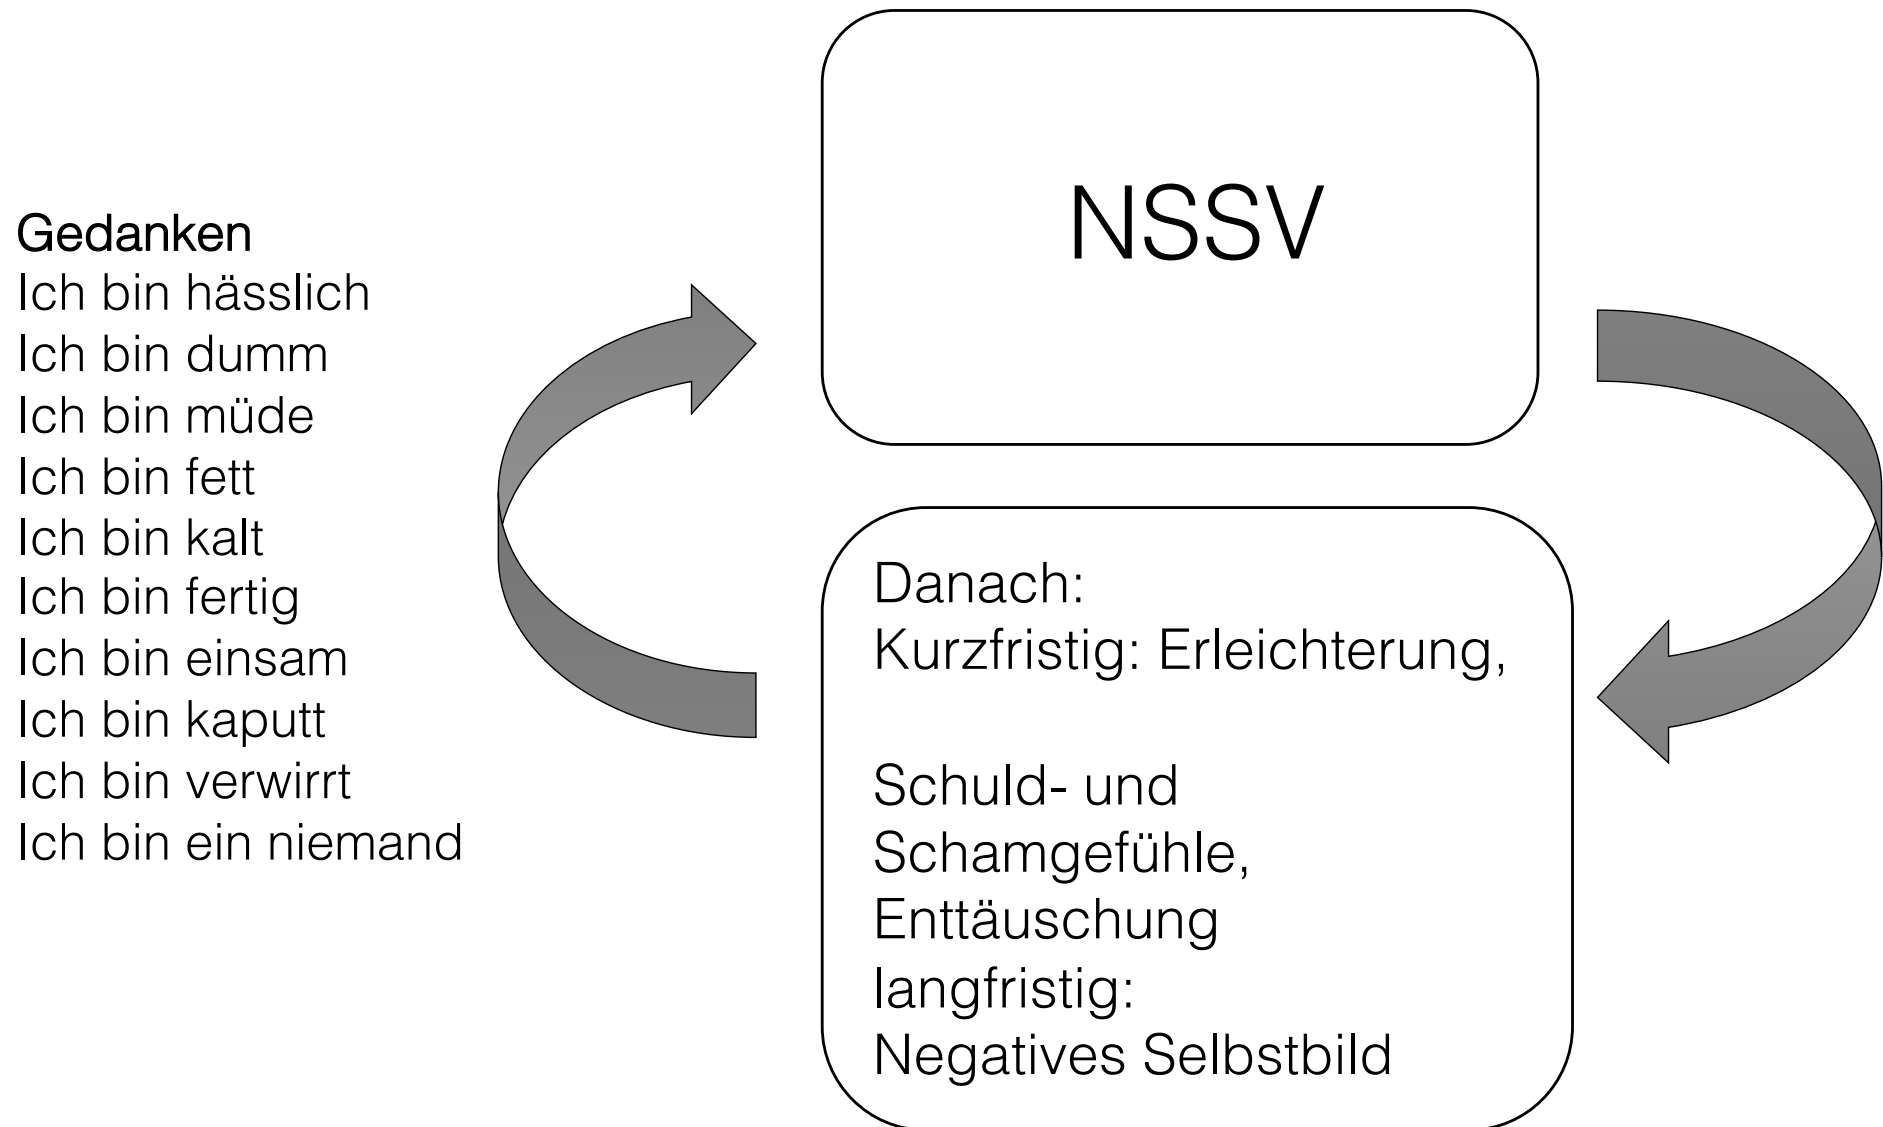 Gedanken
Ich bin hässlich
Ich bin dumm
Ich bin müde
Ich bin fett
Ich bin kalt
Ich bin fertig
Ich bin einsam
Ich bin kaputt
Ich bin verwirrt
Ich bin ein niemand
NSSV
Danach:
Kurzfristig: Erleichterung,
Schuld- und
Schamgefühle,
Enttäuschung
langfristig:
Negatives Selbstbild